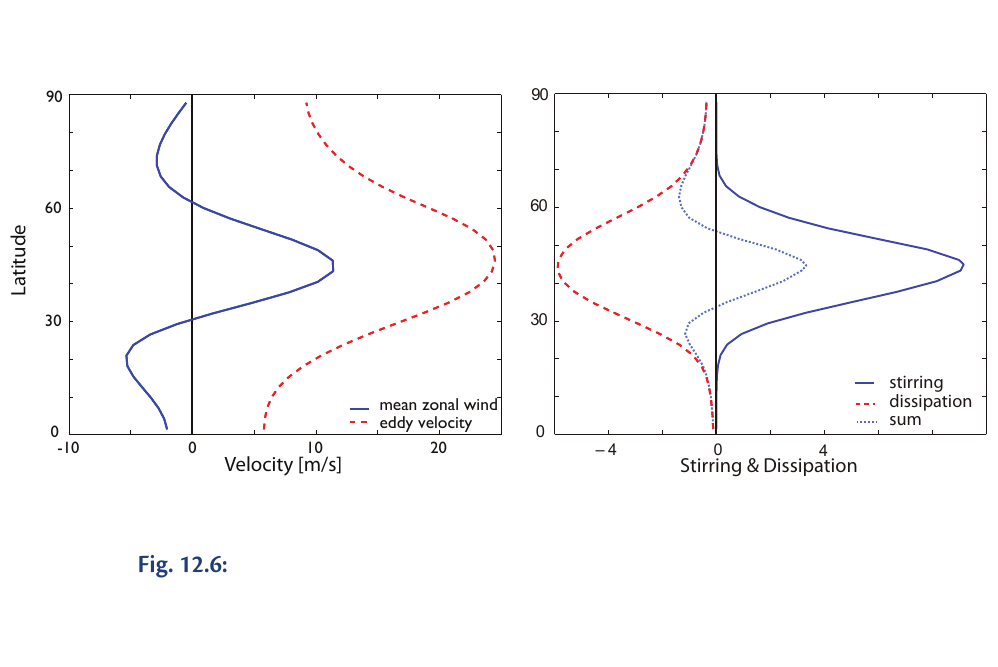 90
60
30
0
Latitude
-10
0
10
20
Velocity [m/s]
mean zonal wind
eddy velocity
90
60
30
0
−4
0
4
Stirring & Dissipation
stirring
dissipation
sum
Fig. 12.6: